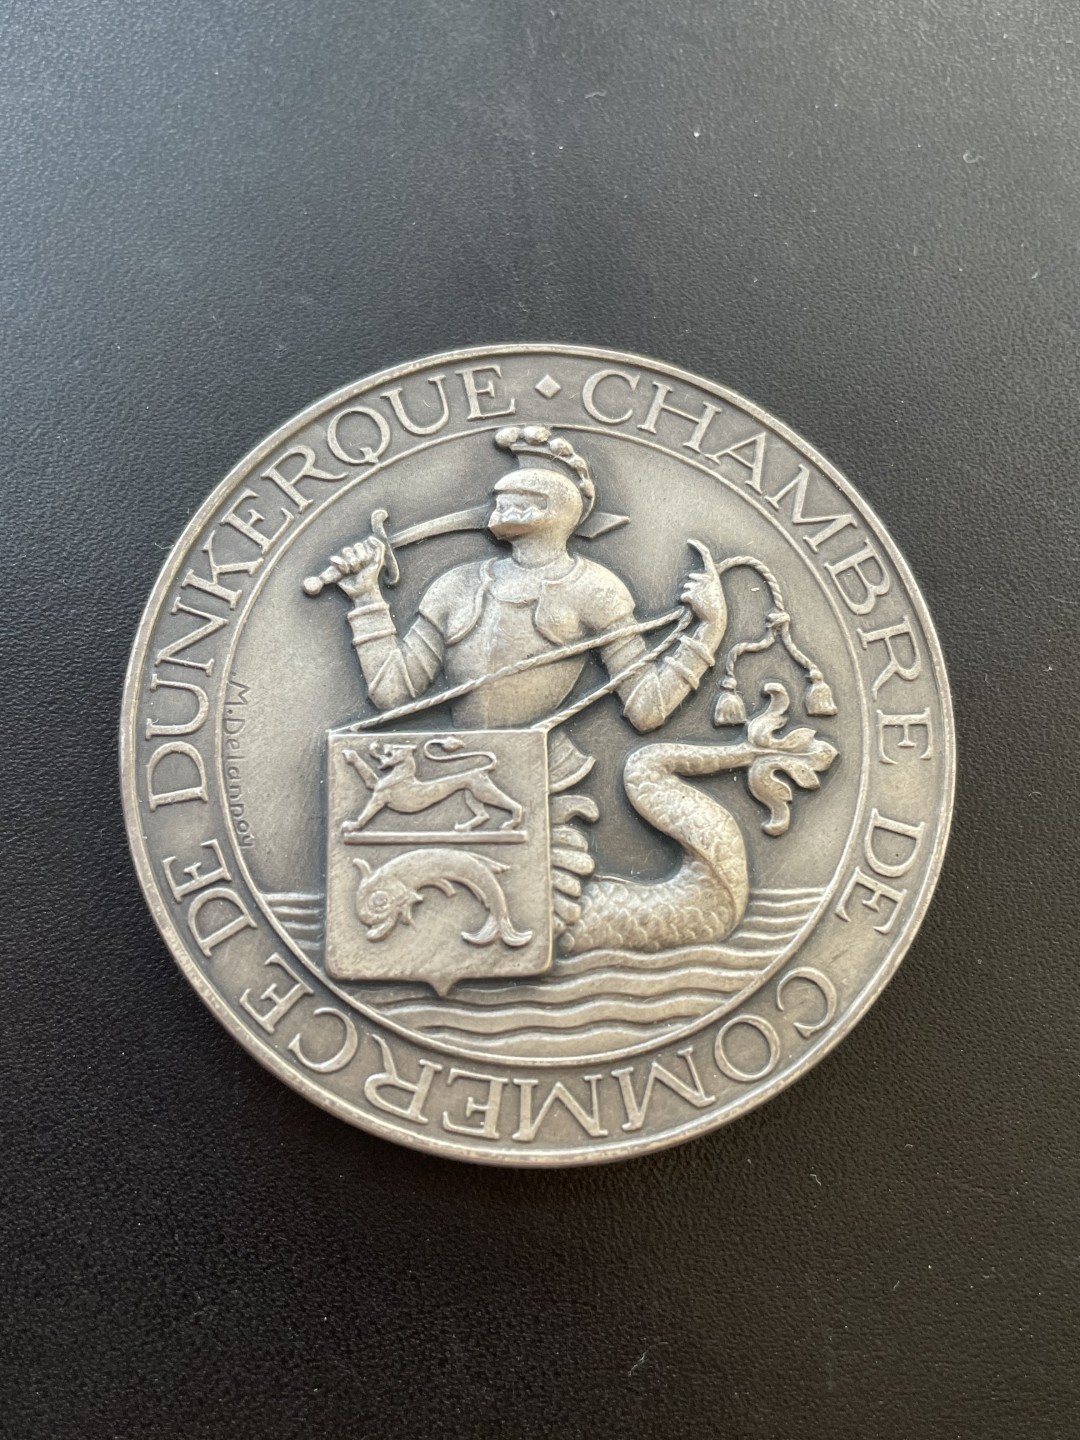 CHAMBRE DE COMMERCE DE DUNKERQUE
M. Delannoy